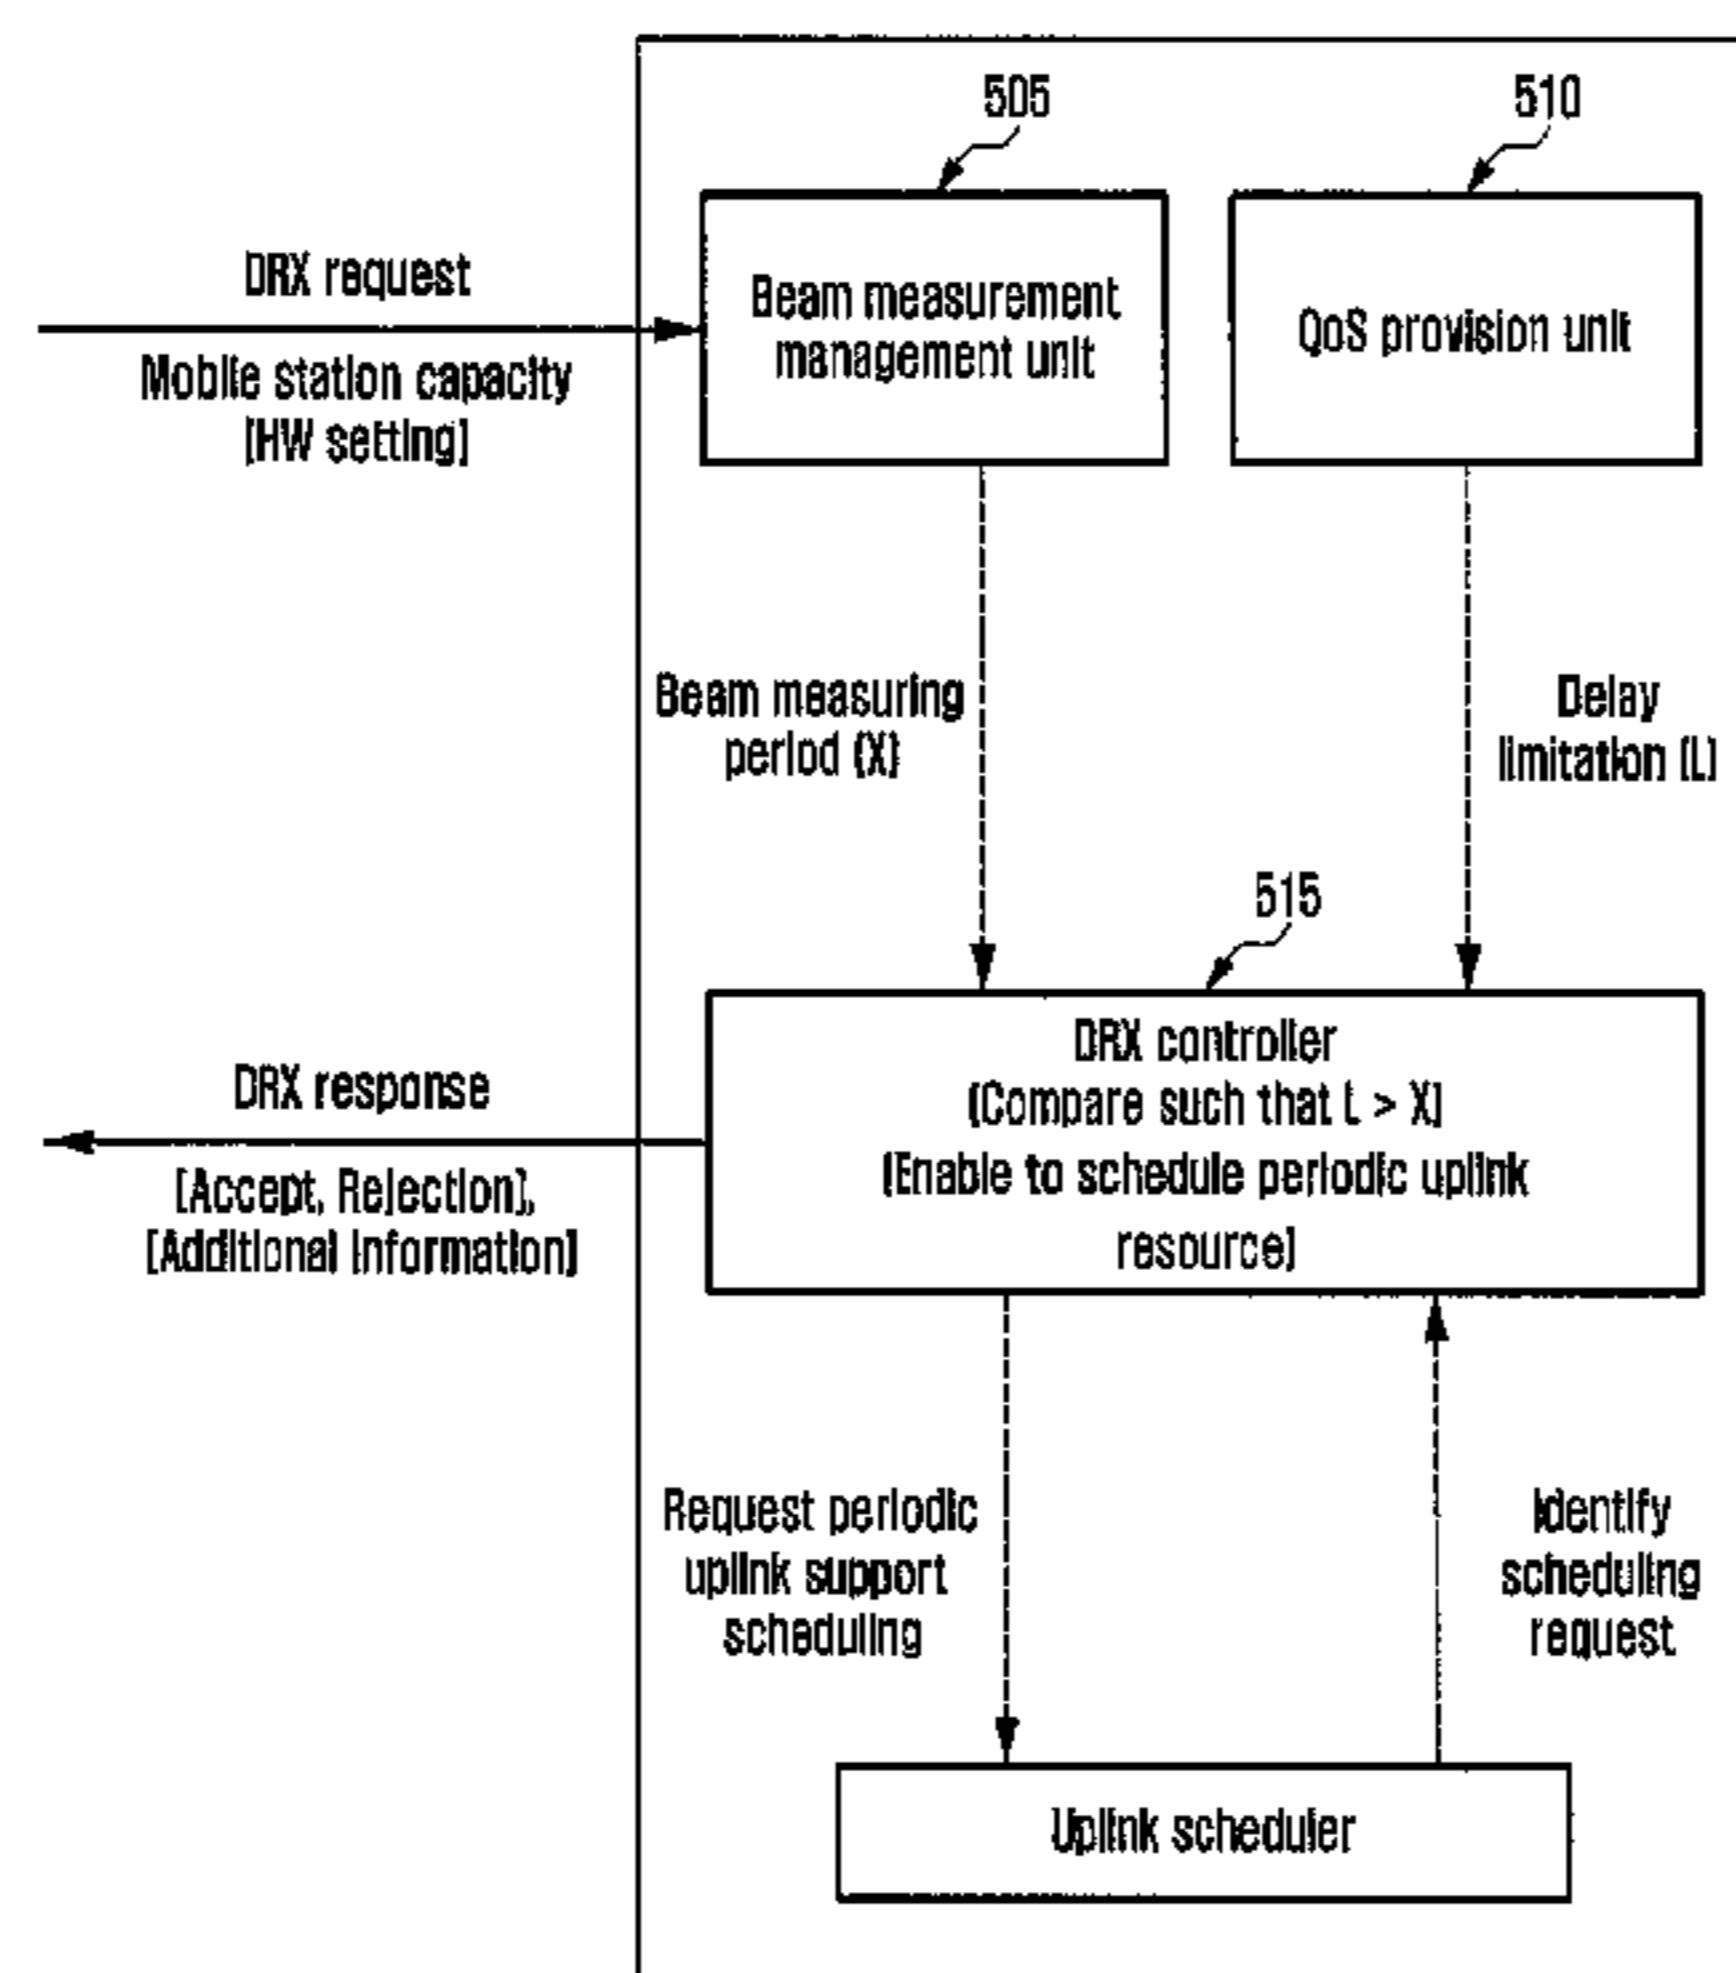 505
510
DRX request
Mobile station capacity
[HW setting]
Beam measurement
management unit
QoS provision unit
Beam measuring
period (X)
Delay
limitation (L)
515
DRX controller
(Compare such that L > X)
(Enable to schedule periodic uplink
resource)
DRX response
[Accept, Rejection],
[Additional information]
Request periodic
uplink support
scheduling
Identify
scheduling
request
Uplink scheduler